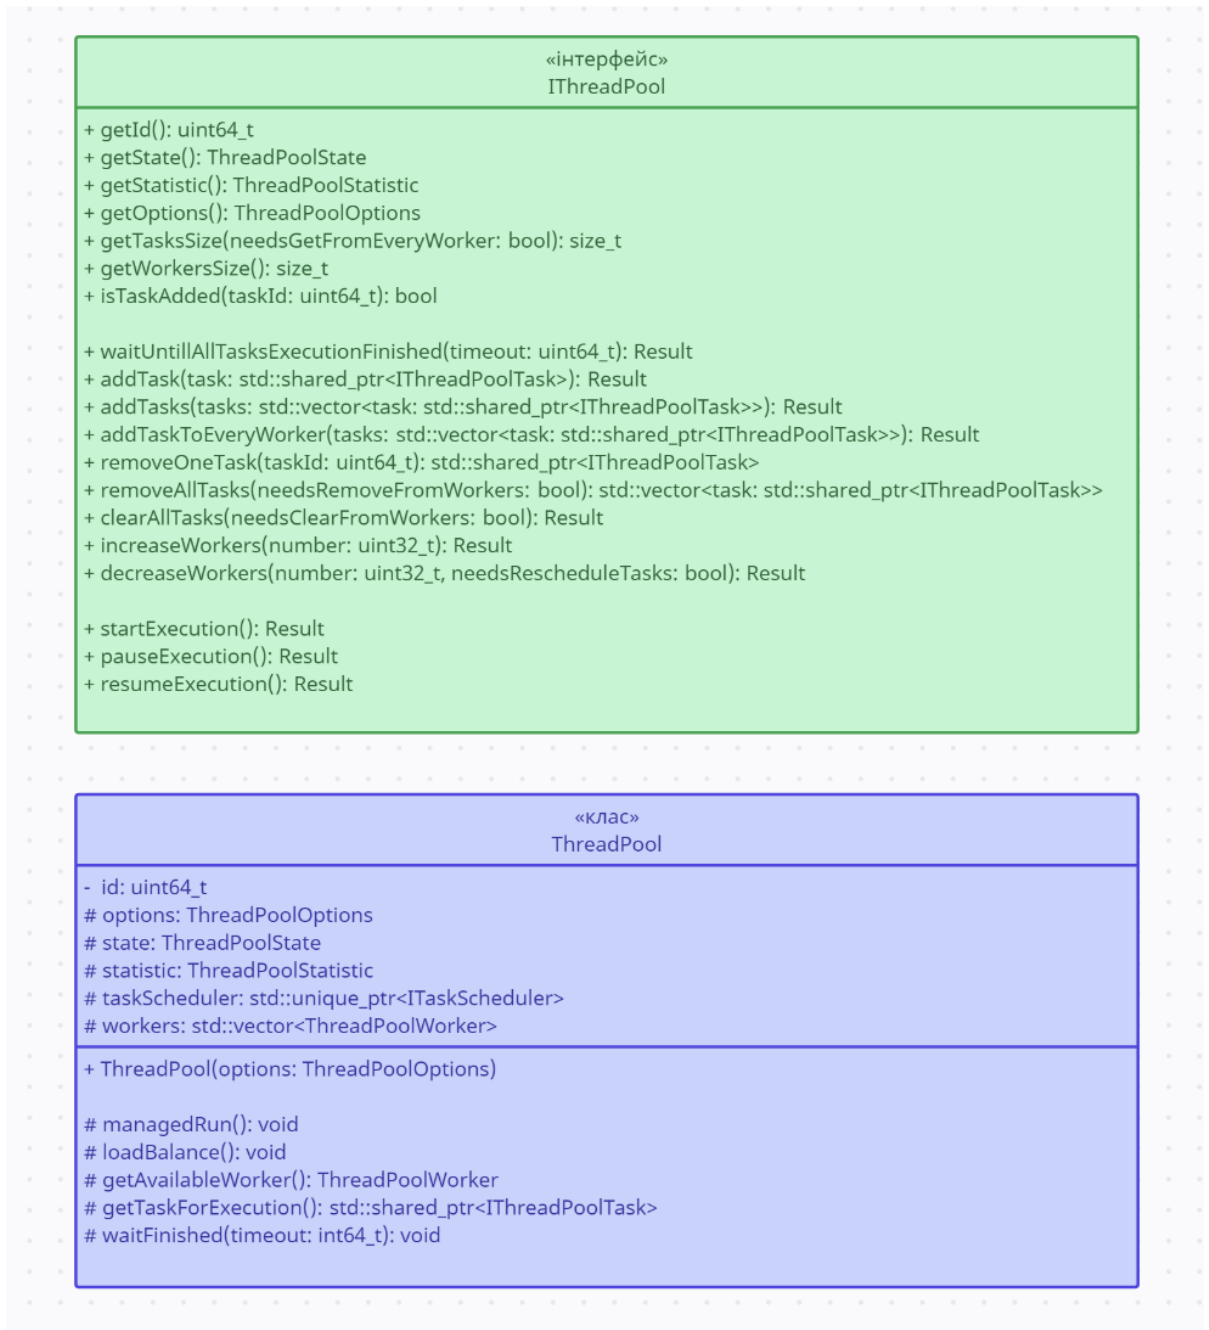 «інтерфейс»
IThreadPool
+ getId(): uint64_t
+ getState(): ThreadPoolState
+ getStatistic(): ThreadPoolStatistic
+ getOptions(): ThreadPoolOptions
+ getTasksSize(needsGetFromEveryWorker: bool): size_t
+ getWorkersSize(): size_t
+ isTaskAdded(taskId: uint64_t): bool
+ waitUntillAllTasksExecutionFinished(timeout: uint64_t): Result
+ addTask(task: std::shared_ptr<IThreadPoolTask>): Result
+ addTasks(tasks: std::vector<task: std::shared_ptr<IThreadPoolTask>>): Result
+ addTaskToEveryWorker(tasks: std::vector<task: std::shared_ptr<IThreadPoolTask>>): Result
+ removeOneTask(taskId: uint64_t): std::shared_ptr<IThreadPoolTask>
+ removeAllTasks(needsRemoveFromWorkers: bool): std::vector<task: std::shared_ptr<IThreadPoolTask>>
+ clearAllTasks(needsClearFromWorkers: bool): Result
+ increaseWorkers(number: uint32_t): Result
+ decreaseWorkers(number: uint32_t, needsRescheduleTasks: bool): Result
+ startExecution(): Result
+ pauseExecution(): Result
+ resumeExecution(): Result
«клас»
ThreadPool
- id: uint64_t
# options: ThreadPoolOptions
# state: ThreadPoolState
# statistic: ThreadPoolStatistic
# taskScheduler: std::unique_ptr<ITaskScheduler>
# workers: std::vector<ThreadPoolWorker>
+ ThreadPool(options: ThreadPoolOptions)
# managedRun(): void
# loadBalance(): void
# getAvailableWorker(): ThreadPoolWorker
# getTaskForExecution(): std::shared_ptr<IThreadPoolTask>
# waitFinished(timeout: int64_t): void